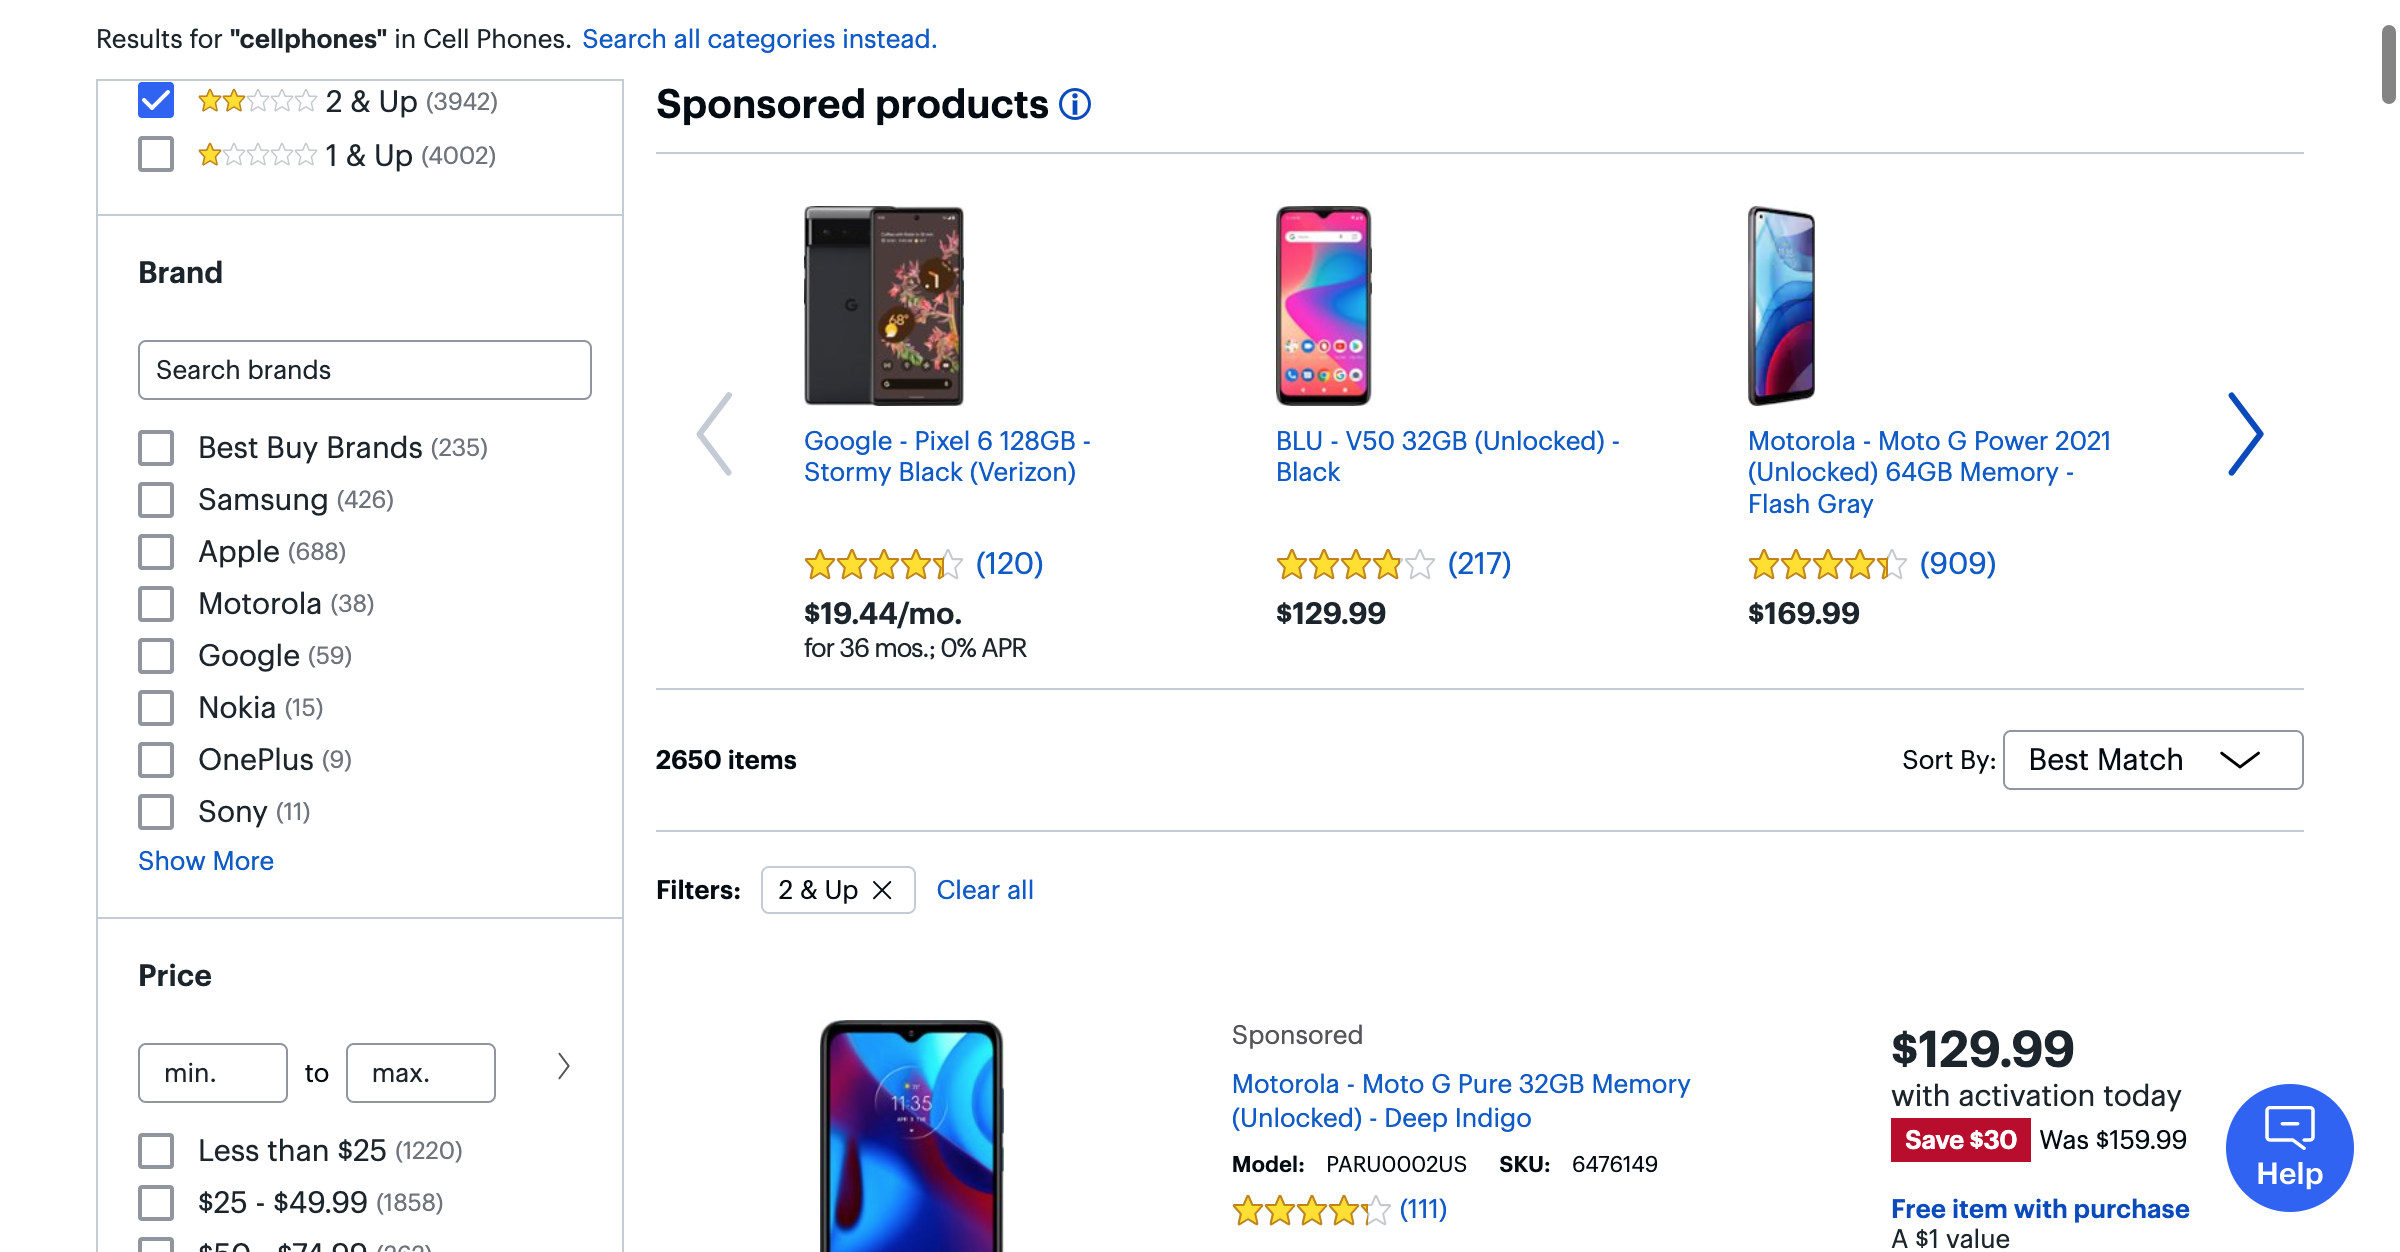 Results for "cellphones" in Cell Phones. Search all categories instead.
2 & Up (3942)
1 & Up (4002)
Brand
Search brands
Best Buy Brands (235)
Samsung (426)
Apple (688)
Motorola (38)
Google (59)
Nokia (15)
OnePlus (9)
Sony (11)
Show More
Price
min. to max.
Less than $25 (1220)
$25 - $49.99 (1858)
$50 - $74.99 (262)
Sponsored products
Google - Pixel 6 128GB -
Stormy Black (Verizon)
(120)
$19.44/mo.
for 36 mos.; 0% APR
BLU - V50 32GB (Unlocked) -
Black
(217)
$129.99
Motorola - Moto G Power 2021
(Unlocked) 64GB Memory -
Flash Gray
(909)
$169.99
2650 items
Sort By: Best Match
Filters: 2 & Up Clear all
11:35
Sponsored
Motorola - Moto G Pure 32GB Memory
(Unlocked) - Deep Indigo
Model: PARU0002US SKU: 6476149
(111)
$129.99
with activation today
Save $30 Was $159.99
Free item with purchase
A $1 value
Help